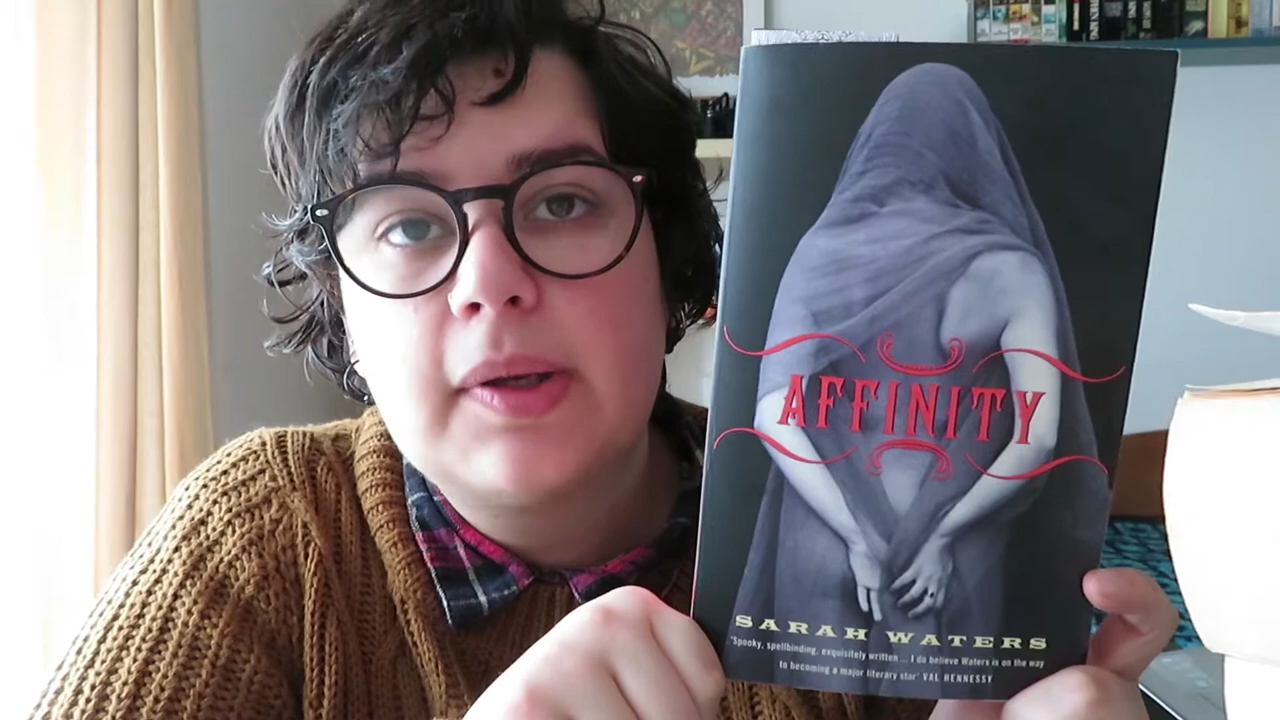 AFFINITY
SARAH WATERS
'Spooky, spellbinding, exquisitely written ... I do believe Waters is on the way
to becoming a major literary star' VAL HENNESSY